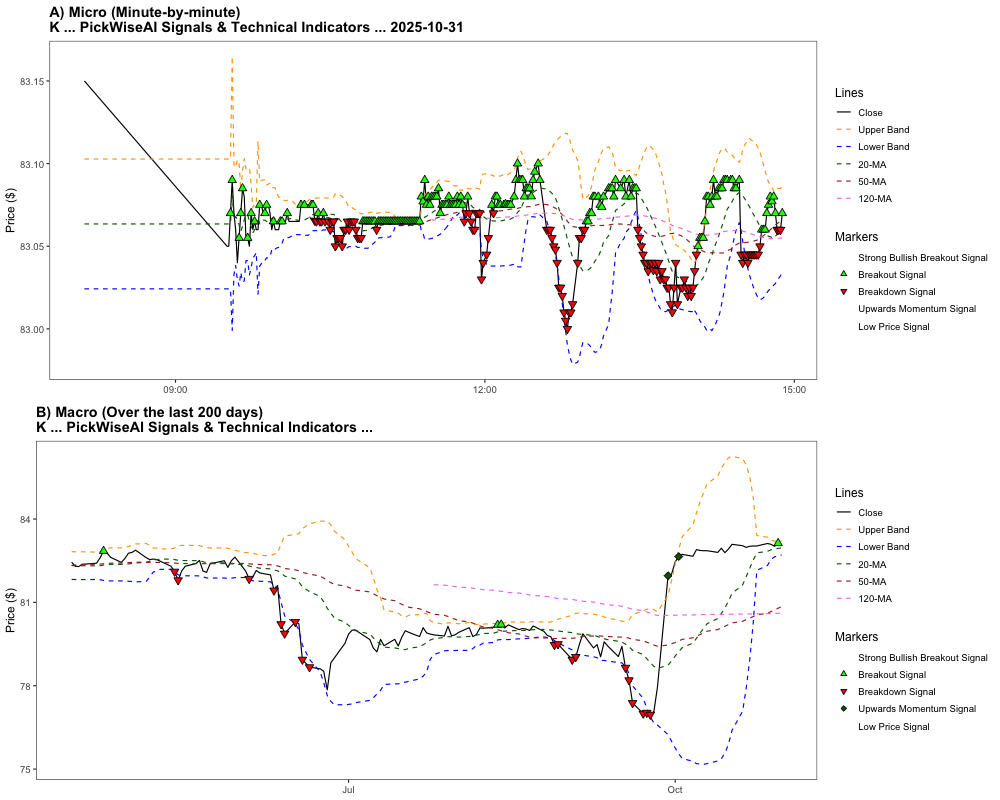 A) Micro (Minute-by-minute)
K ... PickWiseAI Signals & Technical Indicators ... 2025-10-31
Price ($)
83.15
83.10
83.05
83.00
09:00
12:00
15:00
Lines
Close
Upper Band
Lower Band
20-MA
50-MA
120-MA
Markers
Strong Bullish Breakout Signal
Breakout Signal
Breakdown Signal
Upwards Momentum Signal
Low Price Signal
B) Macro (Over the last 200 days)
K ... PickWiseAI Signals & Technical Indicators ...
Price ($)
84
81
78
75
Jul
Oct
Lines
Close
Upper Band
Lower Band
20-MA
50-MA
120-MA
Markers
Strong Bullish Breakout Signal
Breakout Signal
Breakdown Signal
Upwards Momentum Signal
Low Price Signal